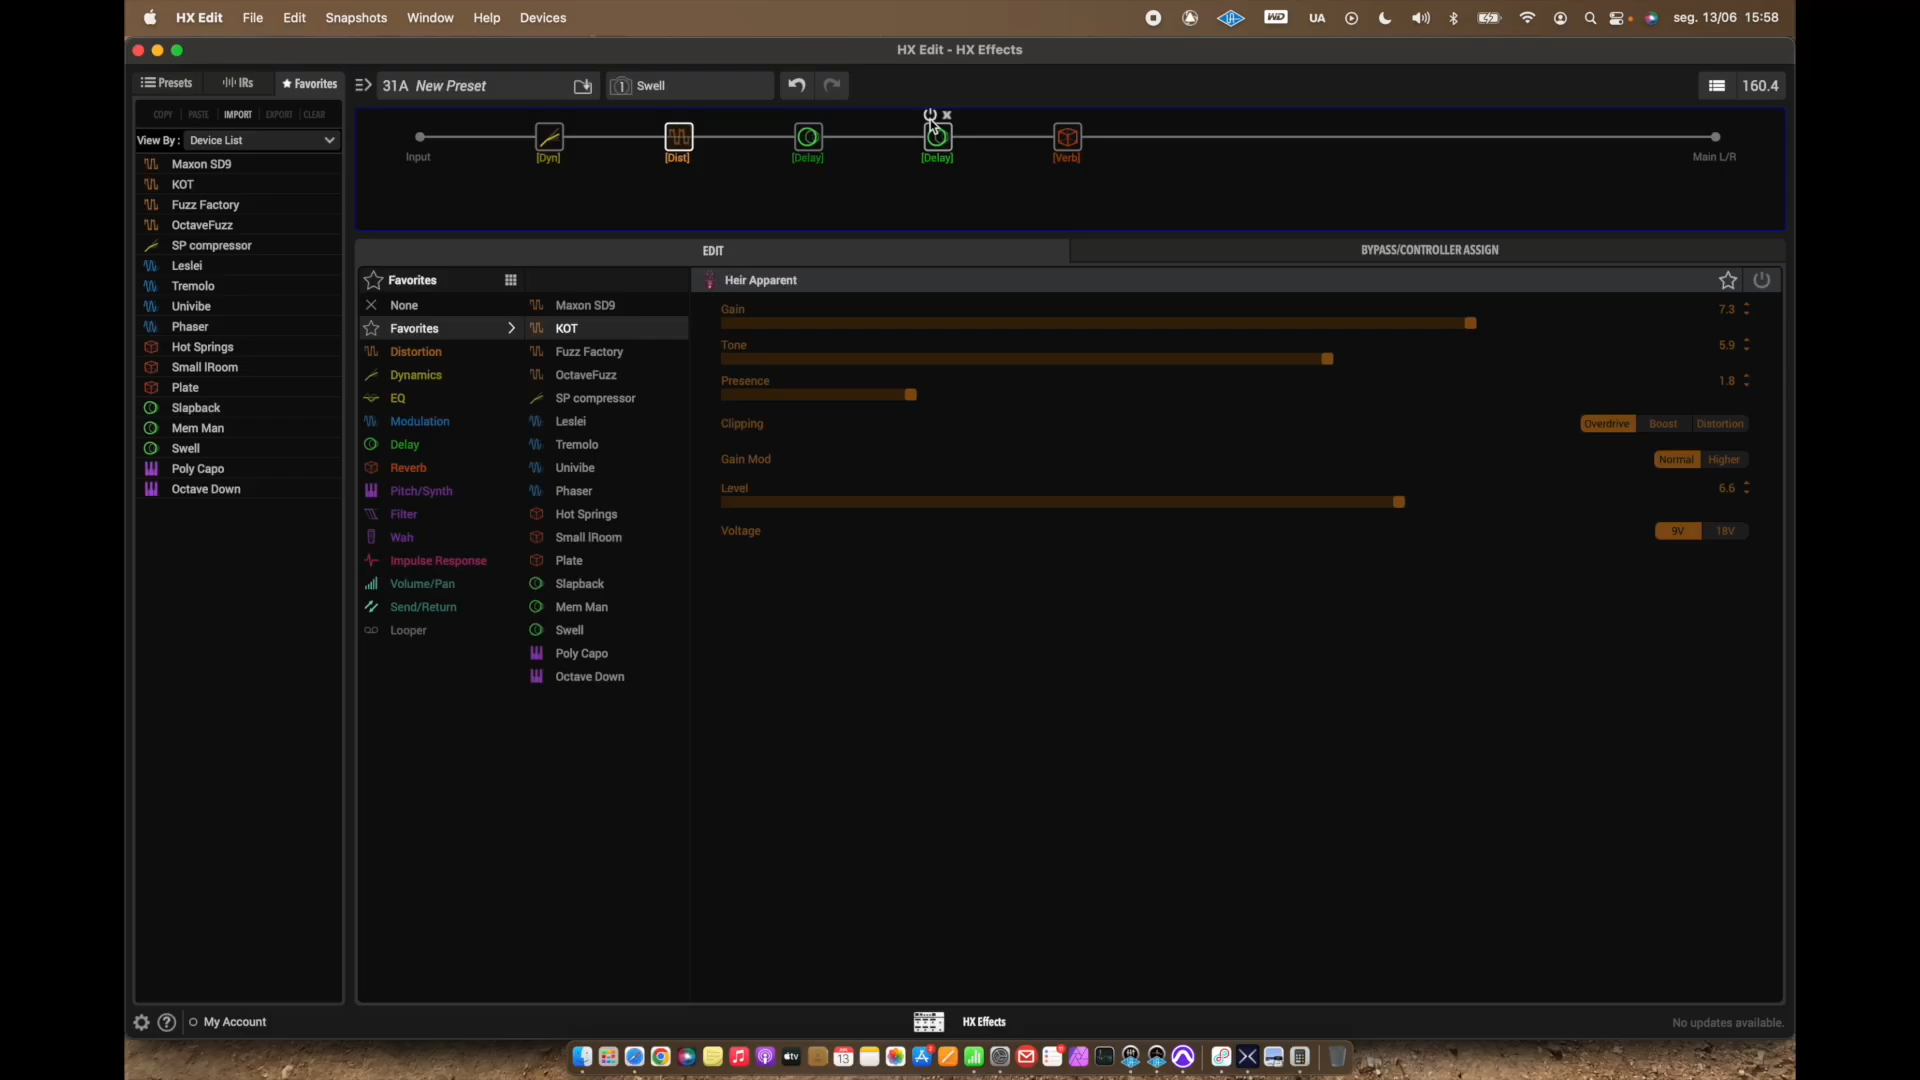 HX Edit File Edit Snapshots Window Help Devices
WD UA seg. 13/06 15:58
HX Edit - HX Effects
Presets IRs Favorites
31A New Preset
1 Swell
160.4
COPY PASTE IMPORT EXPORT CLEAR
View By : Device List
Input
[Dyn]
[Dist]
[Delay]
[Delay]
[Verb]
Main L/R
Maxon SD9
KOT
Fuzz Factory
OctaveFuzz
SP compressor
Leslei
Tremolo
Univibe
Phaser
Hot Springs
Small IRoom
Plate
Slapback
Mem Man
Swell
Poly Capo
Octave Down
EDIT
BYPASS/CONTROLLER ASSIGN
Favorites
None
Favorites
Distortion
Dynamics
EQ
Modulation
Delay
Reverb
Pitch/Synth
Filter
Wah
Impulse Response
Volume/Pan
Send/Return
Looper
Maxon SD9
KOT
Fuzz Factory
OctaveFuzz
SP compressor
Leslei
Tremolo
Univibe
Phaser
Hot Springs
Small IRoom
Plate
Slapback
Mem Man
Swell
Poly Capo
Octave Down
Heir Apparent
Gain 7.3
Tone 5.9
Presence 1.8
Clipping Overdrive Boost Distortion
Gain Mod Normal Higher
Level 6.6
Voltage 9V 18V
My Account
HX Effects
No updates available.
tv
13